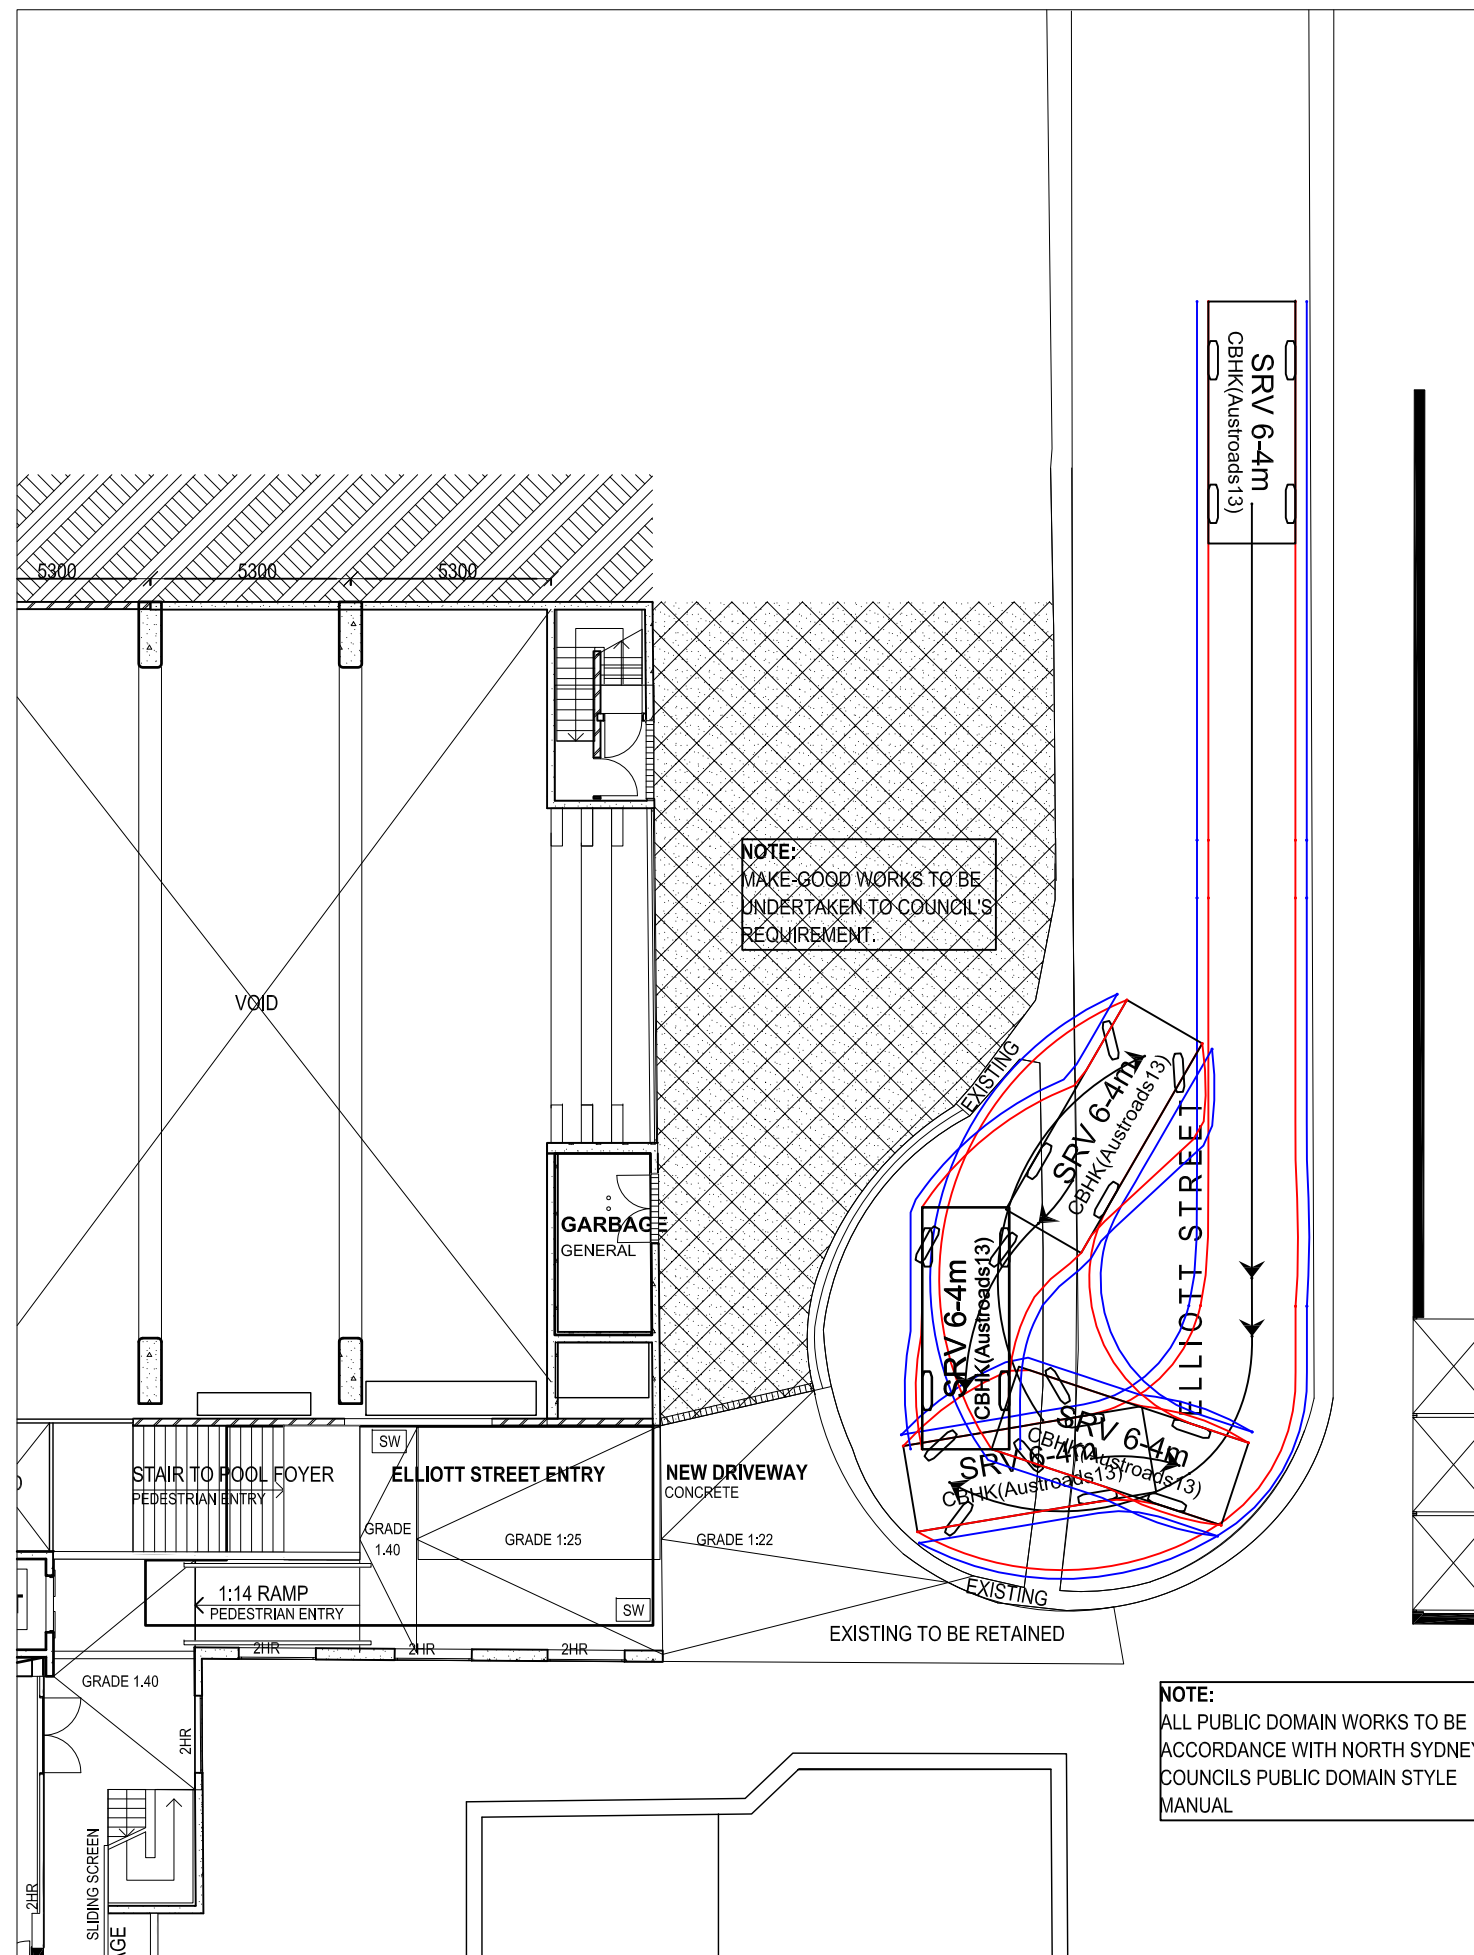 SRV 6-4m
CBHK(Austroads13)
5300
5300
5300
NOTE:
MAKE-GOOD WORKS TO BE
UNDERTAKEN TO COUNCIL'S
REQUIREMENT.
VOID
EXISTING
SRV 6-4m
CBHK(Austroads13)
ELLIOTT STREET
GARBAGE
GENERAL
SRV 6-4m
CBHK(Austroads13)
SRV 6-4m
CBHK(Austroads13)
SRV 6-4m
CBHK(Austroads13)
SW
STAIR TO POOL FOYER
PEDESTRIAN ENTRY
ELLIOTT STREET ENTRY
NEW DRIVEWAY
CONCRETE
GRADE
1.40
GRADE 1:25
GRADE 1:22
1:14 RAMP
PEDESTRIAN ENTRY
SW
EXISTING
EXISTING TO BE RETAINED
2HR
2HR
2HR
GRADE 1.40
2HR
NOTE:
ALL PUBLIC DOMAIN WORKS TO BE
ACCORDANCE WITH NORTH SYDNEY
COUNCILS PUBLIC DOMAIN STYLE
MANUAL
SLIDING SCREEN
2HR